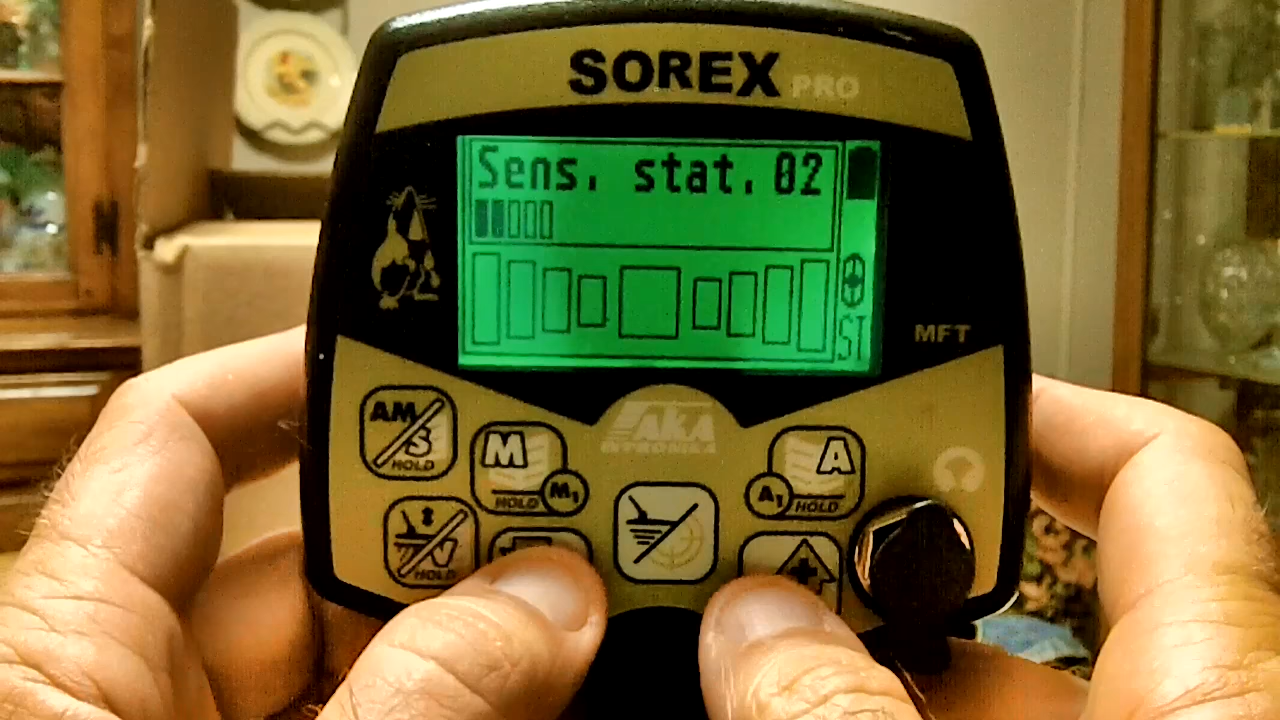 SOREX PRO
Sens. stat. 02
ST
MFT
AKA
AM/S
HOLD
M
HOLD M1
A
A1 HOLD
V
HOLD